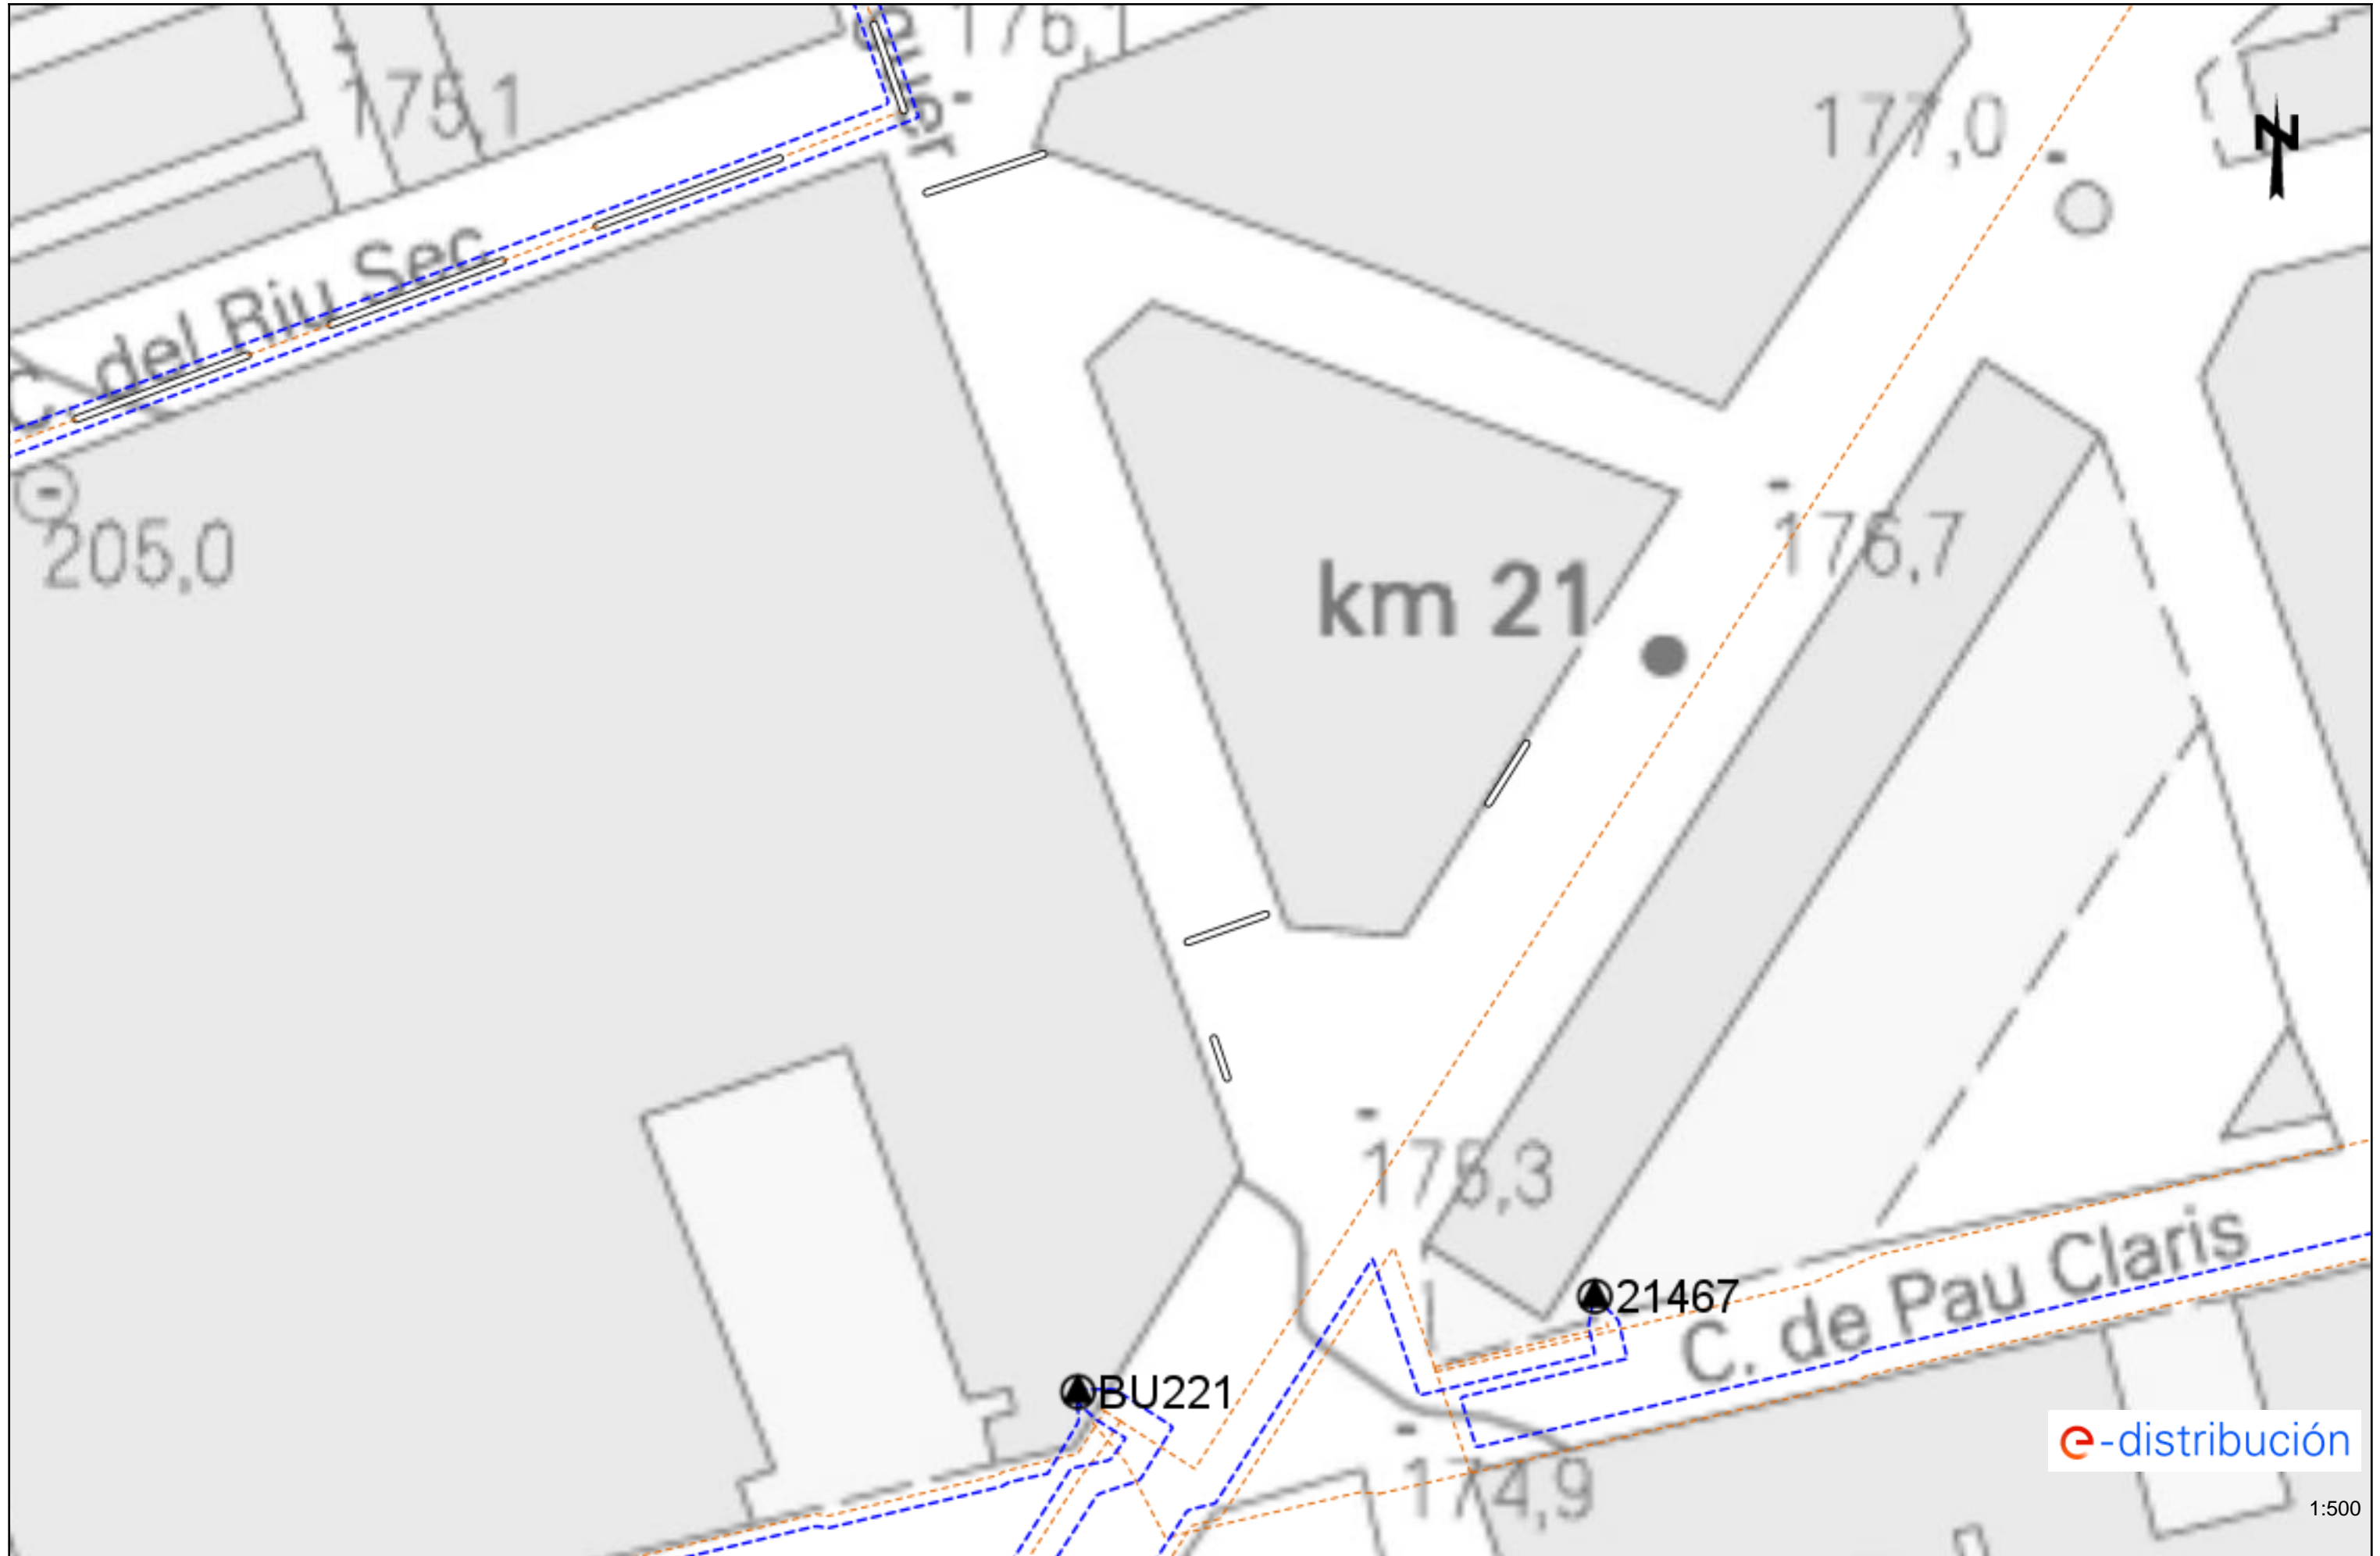 176,1
175,1
177,0
N
C. del Riu Sec
205,0
176,7
km 21
175,3
21467
C. de Pau Claris
BU221
174,9
e-distribución
1:500